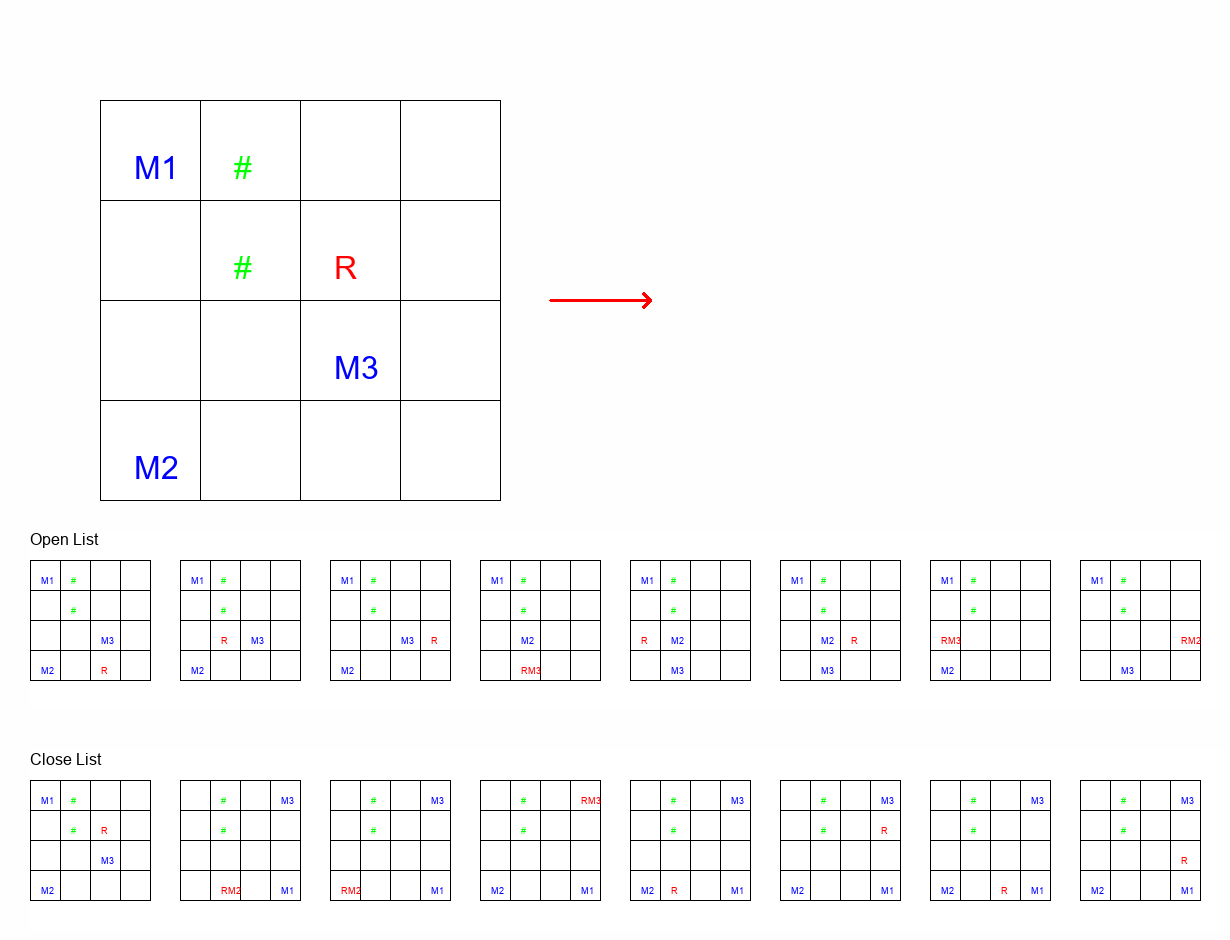 M1 #
# R
M3
M2
Open List
M1 # M1 # M1 # M1 # M1 # M1 # M1 # M1 #
# # # # # # # #
M3 R M3 M3 R M2 R M2 M2 R RM3 RM2
M2 R M2 M2 RM3 M3 M3 M2 M3
Close List
M1 # # M3 # M3 # RM3 # M3 # M3 # M3 # M3
# R # # # # # R # #
M3 R
M2 RM2 M1 RM2 M1 M2 M1 M2 R M1 M2 M1 M2 R M1 M2 M1